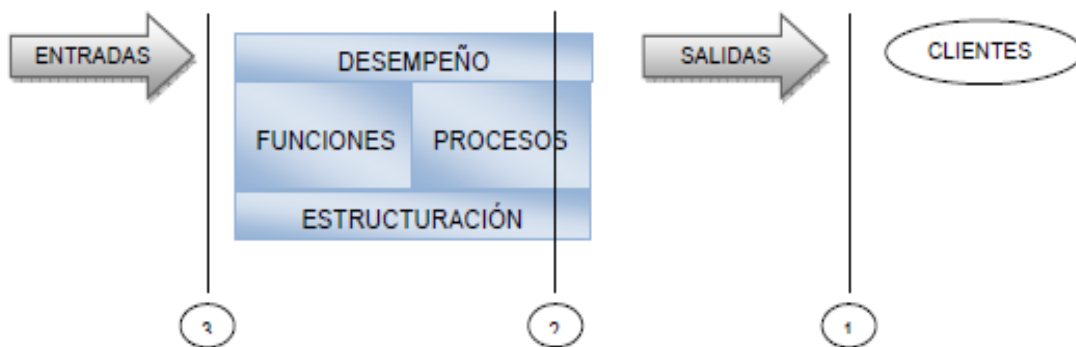 ENTRADAS
DESEMPEÑO
SALIDAS
CLIENTES
FUNCIONES
PROCESOS
ESTRUCTURACIÓN
3
2
1